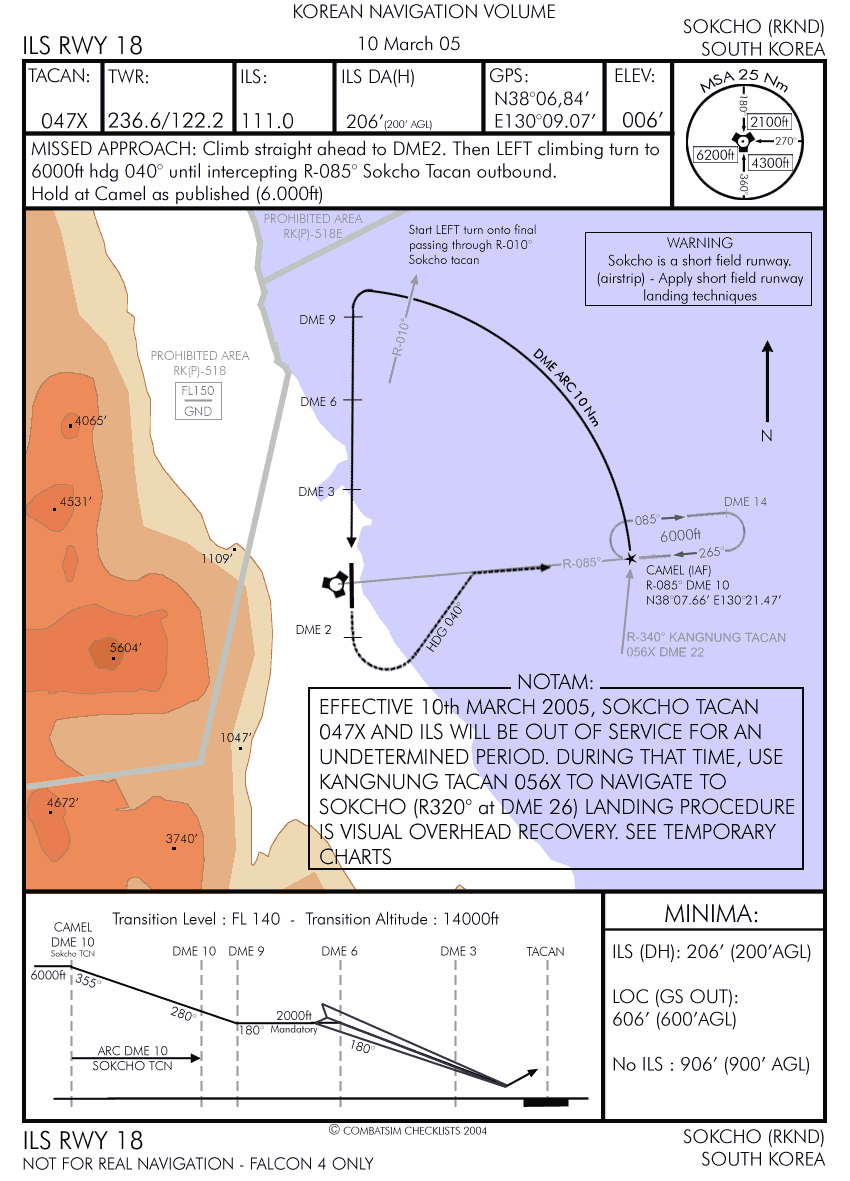 KOREAN NAVIGATION VOLUME
ILS RWY 18
10 March 05
SOKCHO (RKND)
SOUTH KOREA
TACAN:
047X
TWR:
236.6/122.2
ILS:
111.0
ILS DA(H)
206’(200’ AGL)
GPS:
N38°06,84’
E130°09.07’
ELEV:
006’
MSA 25 Nm
180°
2100ft
270°
6200ft
4300ft
360°
MISSED APPROACH: Climb straight ahead to DME2. Then LEFT climbing turn to
6000ft hdg 040° until intercepting R-085° Sokcho Tacan outbound.
Hold at Camel as published (6.000ft)
PROHIBITED AREA
RK(P)-518E
Start LEFT turn onto final
passing through R-010°
Sokcho tacan
WARNING
Sokcho is a short field runway.
(airstrip) - Apply short field runway
landing techniques
DME 9
R-010°
DME ARC 10 Nm
PROHIBITED AREA
RK(P)-518
FL150
GND
DME 6
N
4065’
DME 3
4531’
DME 14
085°
6000ft
265°
1109’
R-085°
CAMEL (IAF)
R-085° DME 10
N38°07.66’ E130°21.47’
HDG 040°
DME 2
R-340° KANGNUNG TACAN
056X DME 22
5604’
1047’
4672’
3740’
NOTAM:
EFFECTIVE 10th MARCH 2005, SOKCHO TACAN
047X AND ILS WILL BE OUT OF SERVICE FOR AN
UNDETERMINED PERIOD. DURING THAT TIME, USE
KANGNUNG TACAN 056X TO NAVIGATE TO
SOKCHO (R320° at DME 26) LANDING PROCEDURE
IS VISUAL OVERHEAD RECOVERY. SEE TEMPORARY
CHARTS
Transition Level : FL 140 - Transition Altitude : 14000ft
CAMEL
DME 10
Sokcho TCN
DME 10
DME 9
DME 6
DME 3
TACAN
6000ft
355°
280°
180°
2000ft
Mandatory
180°
ARC DME 10
SOKCHO TCN
MINIMA:
ILS (DH): 206’ (200’AGL)
LOC (GS OUT):
606’ (600’AGL)
No ILS : 906’ (900’ AGL)
ILS RWY 18
NOT FOR REAL NAVIGATION - FALCON 4 ONLY
© COMBATSIM CHECKLISTS 2004
SOKCHO (RKND)
SOUTH KOREA